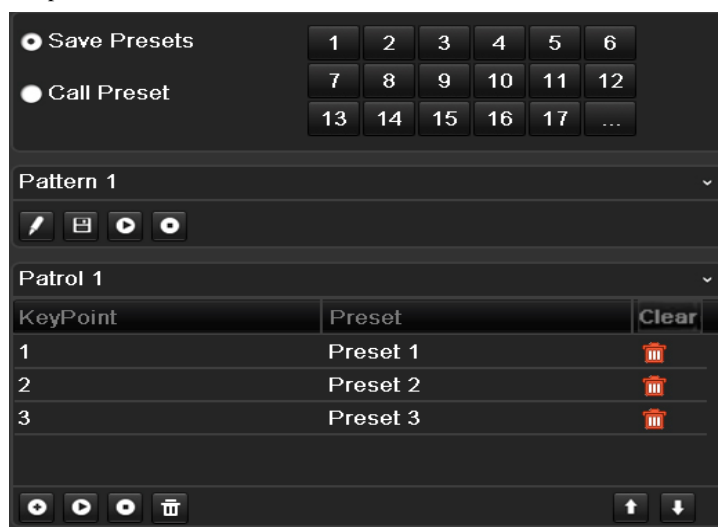 Save Presets
1 2 3 4 5 6
Call Preset
7 8 9 10 11 12
13 14 15 16 17 ...
Pattern 1
Patrol 1
KeyPoint Preset Clear
1 Preset 1
2 Preset 2
3 Preset 3